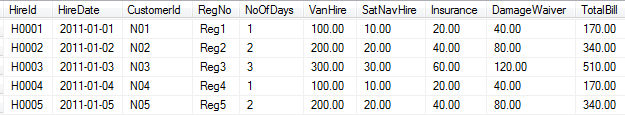 HireId HireDate CustomerId RegNo NoOfDays VanHire SatNavHire Insurance DamageWaiver TotalBill
H0001 2011-01-01 N01 Reg1 1 100.00 10.00 20.00 40.00 170.00
H0002 2011-01-02 N02 Reg2 2 200.00 20.00 40.00 80.00 340.00
H0003 2011-01-03 N03 Reg3 3 300.00 30.00 60.00 120.00 510.00
H0004 2011-01-04 N04 Reg4 1 100.00 10.00 20.00 40.00 170.00
H0005 2011-01-05 N05 Reg5 2 200.00 20.00 40.00 80.00 340.00